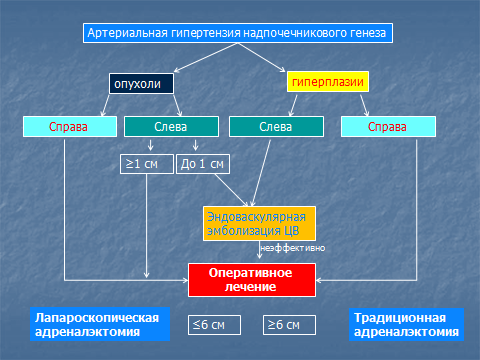 Артериальная гипертензия надпочечникового генеза
опухоли
гиперплазии
Справа
Слева
Слева
Справа
≥1 см
До 1 см
Эндоваскулярная
эмболизация ЦВ
неэффективно
Оперативное
лечение
Лапароскопическая
адреналэктомия
≤6 см
≥6 см
Традиционная
адреналэктомия